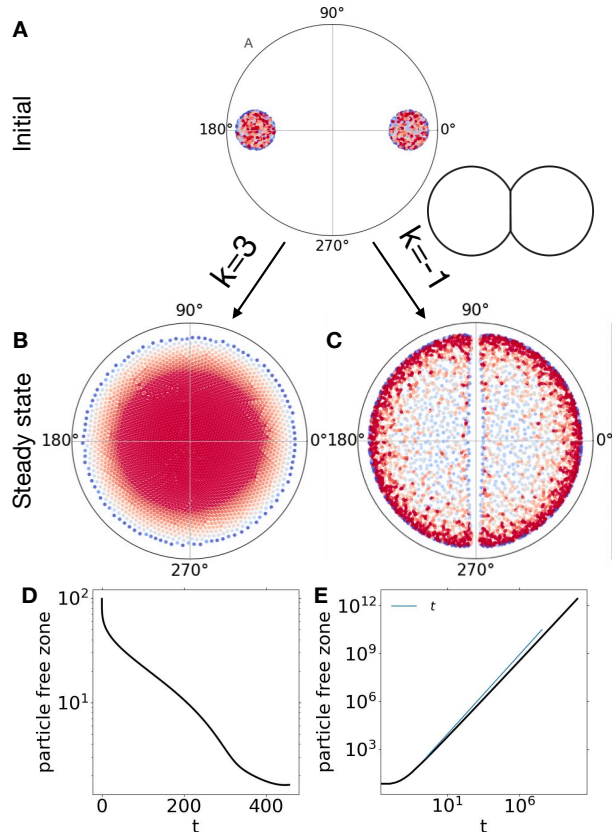 A
90°
A
Initial
180°
0°
270°
k=3
k=-1
B
90°
C
90°
Steady state
180°
0°
180°
0°
270°
270°
D
E
particle free zone
10²
10¹
0
200
400
t
particle free zone
10¹²
10⁹
10⁶
10³
t
10¹
10⁶
t